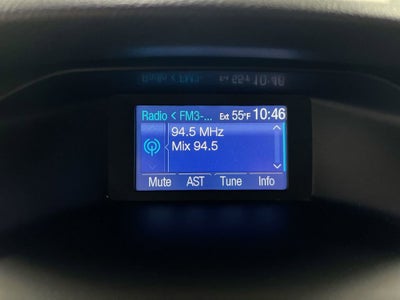 Radio < FM3-... Ext 55°F 10:46
94.5 MHz
Mix 94.5
Mute AST Tune Info